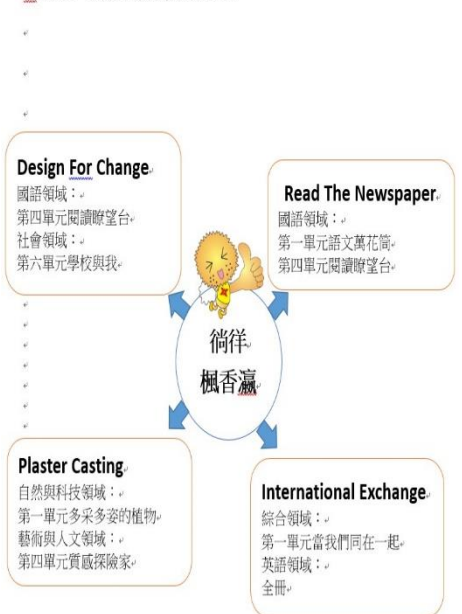 Design For Change
國語領域：
第四單元閱讀瞭望台
社會領域：
第六單元學校與我
Read The Newspaper
國語領域：
第一單元語文萬花筒
第四單元閱讀瞭望台
徜徉
楓香瀛
Plaster Casting
自然與科技領域：
第一單元多采多姿的植物
藝術與人文領域：
第四單元質感探險家
International Exchange
綜合領域：
第一單元當我們同在一起
英語領域：
全冊